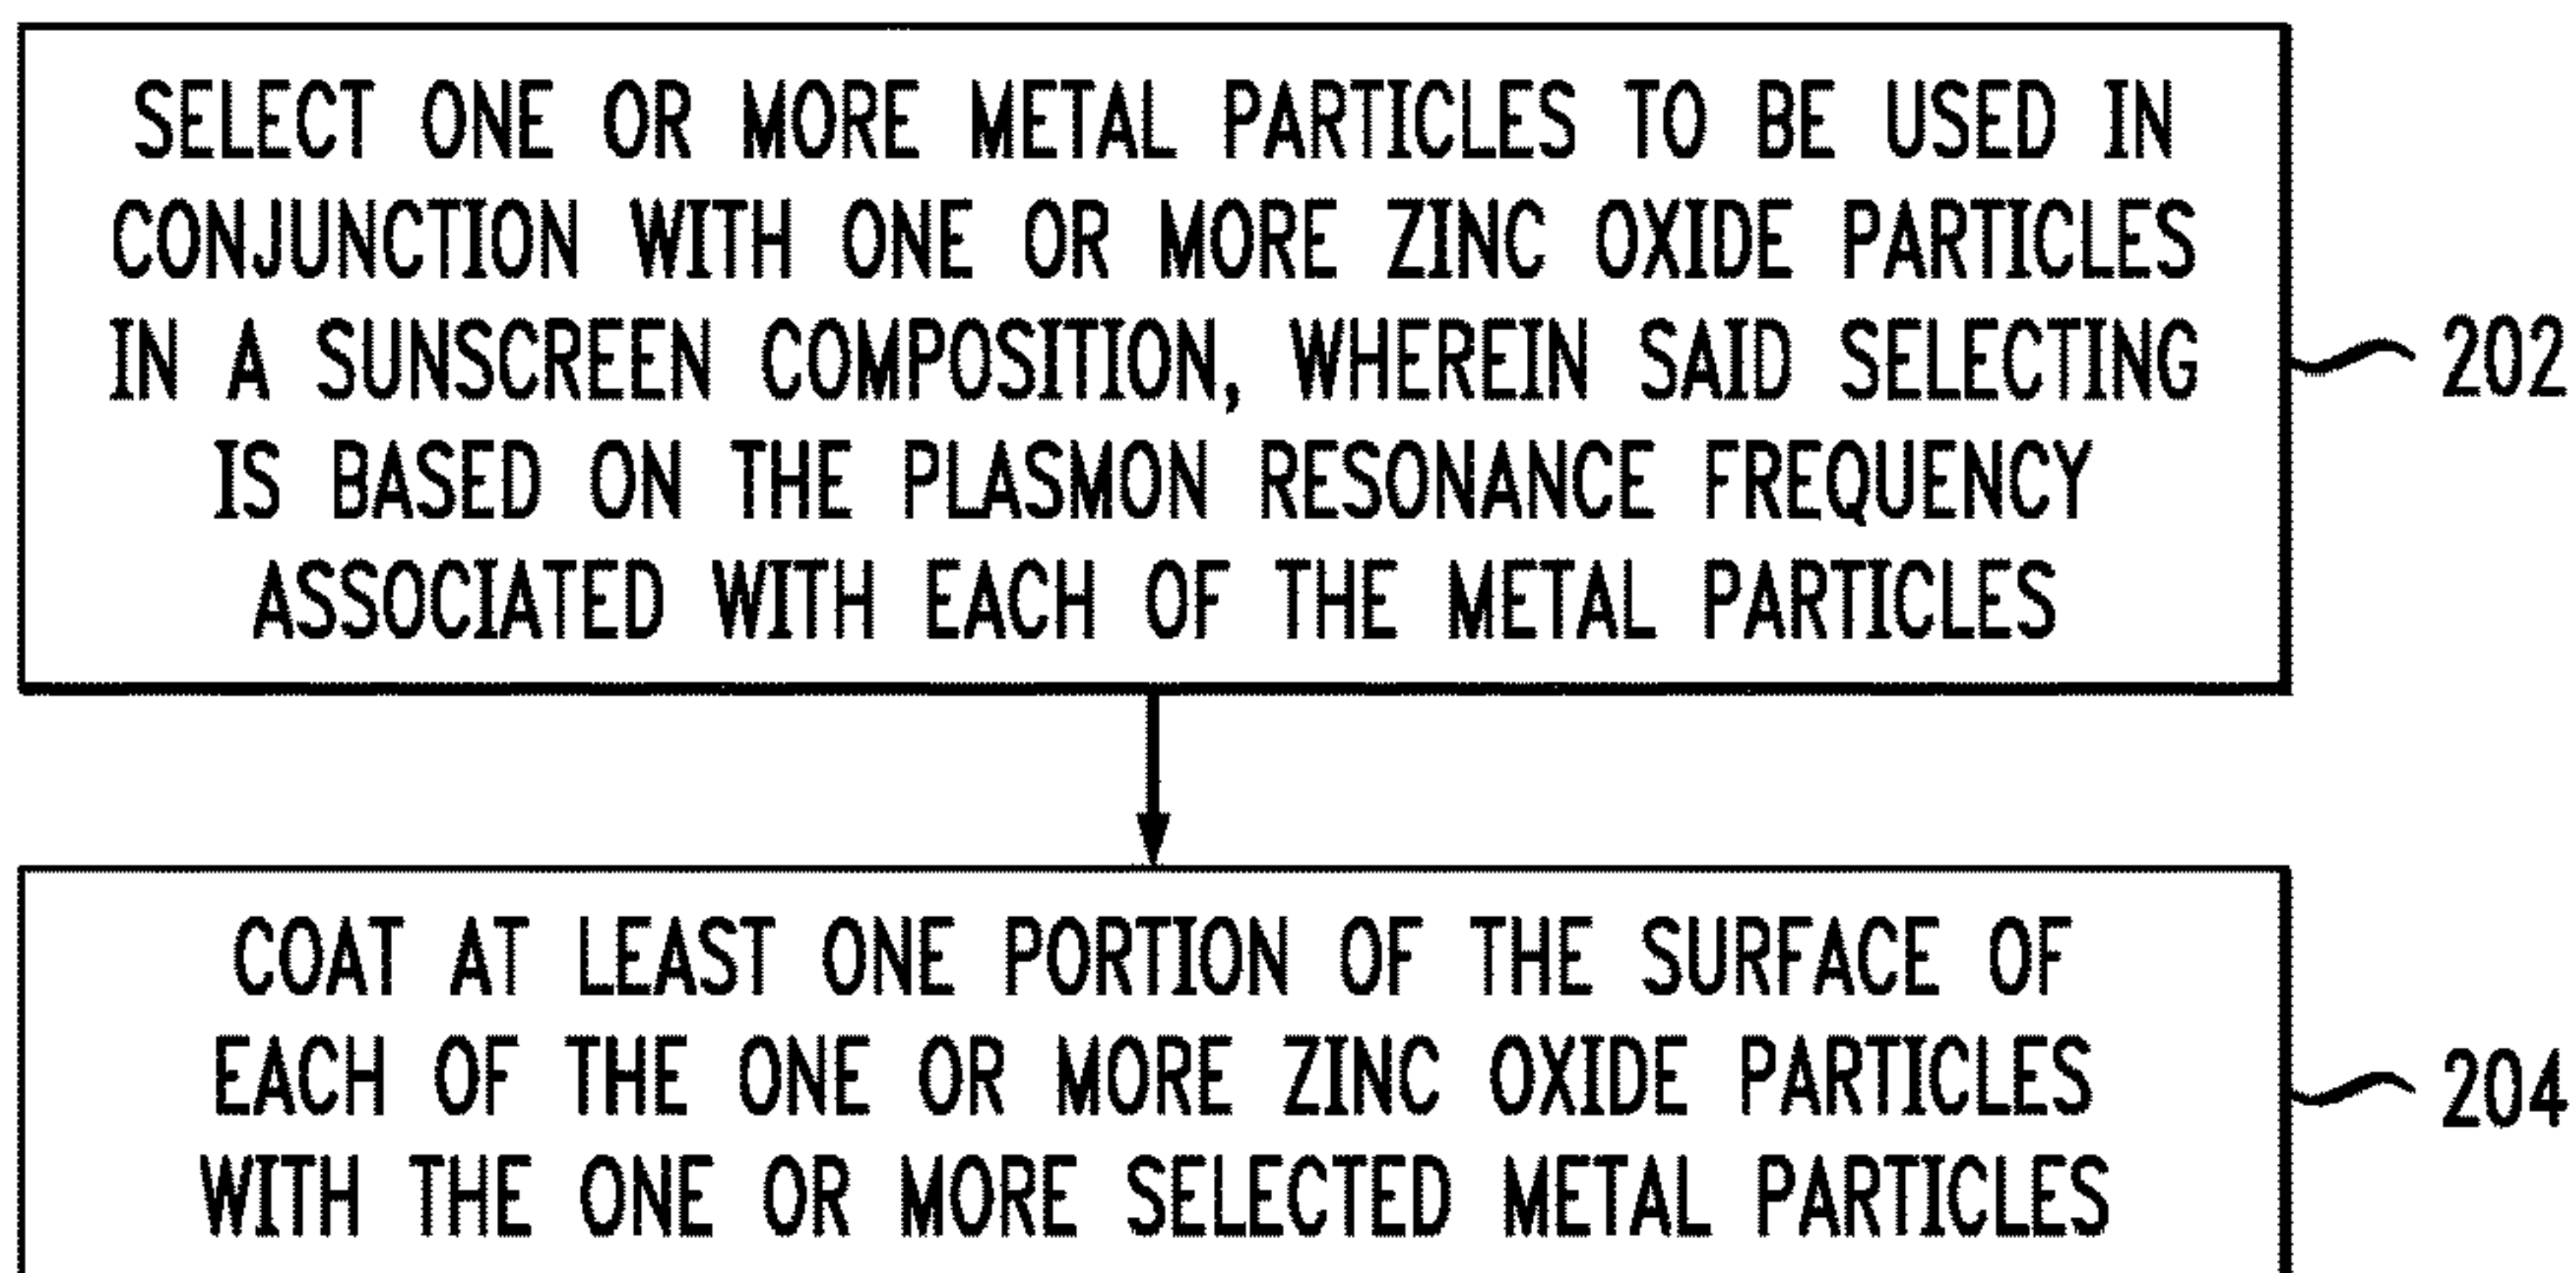 SELECT ONE OR MORE METAL PARTICLES TO BE USED IN
CONJUNCTION WITH ONE OR MORE ZINC OXIDE PARTICLES
IN A SUNSCREEN COMPOSITION, WHEREIN SAID SELECTING
IS BASED ON THE PLASMON RESONANCE FREQUENCY
ASSOCIATED WITH EACH OF THE METAL PARTICLES
202
COAT AT LEAST ONE PORTION OF THE SURFACE OF
EACH OF THE ONE OR MORE ZINC OXIDE PARTICLES
WITH THE ONE OR MORE SELECTED METAL PARTICLES
204